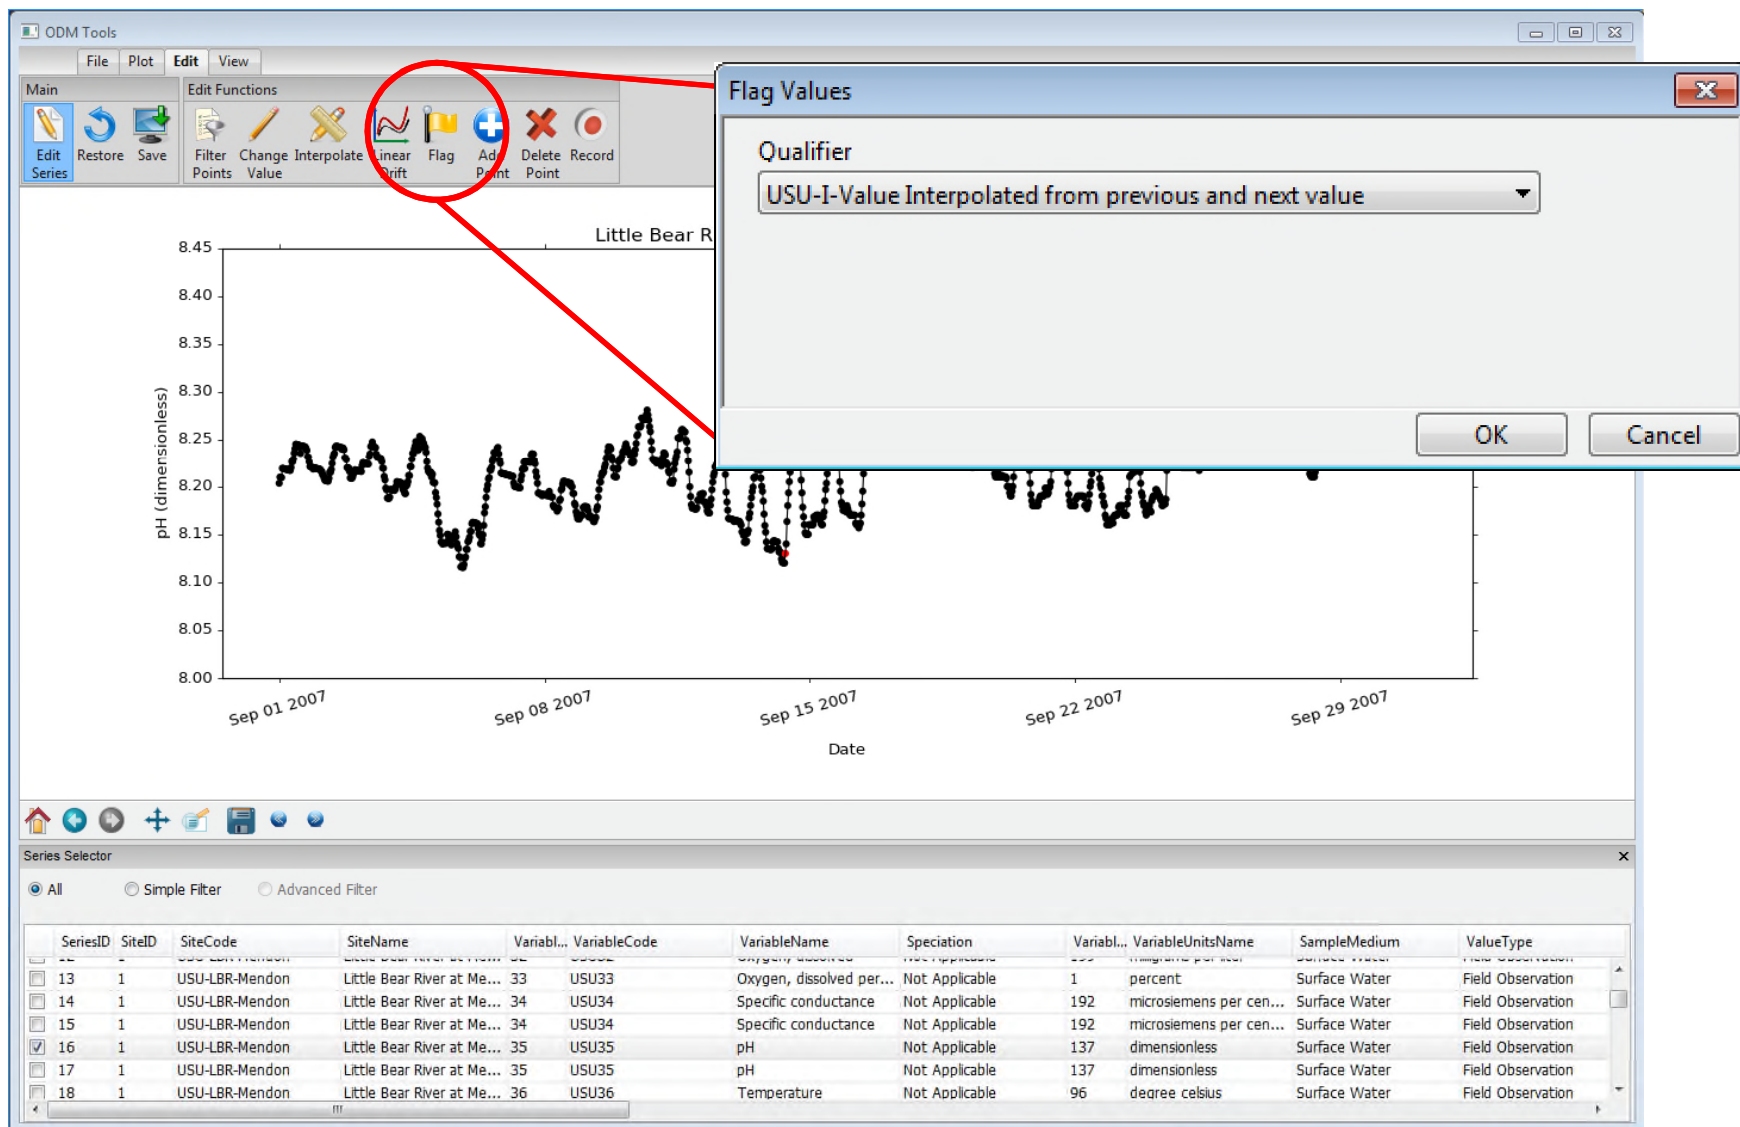 ODM Tools
File Plot Edit View
Main
Edit Functions
Edit Series
Restore
Save
Filter Points
Change Value
Interpolate
Linear Drift
Flag
Add Point
Delete Point
Record
Flag Values
Qualifier
USU-I-Value Interpolated from previous and next value
OK Cancel
Little Bear R
8.45
8.40
8.35
8.30
8.25
8.20
8.15
8.10
8.05
8.00
pH (dimensionless)
Sep 01 2007 Sep 08 2007 Sep 15 2007 Sep 22 2007 Sep 29 2007
Date
Series Selector
All Simple Filter Advanced Filter
SeriesID SiteID SiteCode SiteName Variabl... VariableCode VariableName Speciation Variabl... VariableUnitsName SampleMedium ValueType
13 1 USU-LBR-Mendon Little Bear River at Me... 33 USU33 Oxygen, dissolved per... Not Applicable 1 percent Surface Water Field Observation
14 1 USU-LBR-Mendon Little Bear River at Me... 34 USU34 Specific conductance Not Applicable 192 microsiemens per cen... Surface Water Field Observation
15 1 USU-LBR-Mendon Little Bear River at Me... 34 USU34 Specific conductance Not Applicable 192 microsiemens per cen... Surface Water Field Observation
16 1 USU-LBR-Mendon Little Bear River at Me... 35 USU35 pH Not Applicable 137 dimensionless Surface Water Field Observation
17 1 USU-LBR-Mendon Little Bear River at Me... 35 USU35 pH Not Applicable 137 dimensionless Surface Water Field Observation
18 1 USU-LBR-Mendon Little Bear River at Me... 36 USU36 Temperature Not Applicable 96 degree celsius Surface Water Field Observation